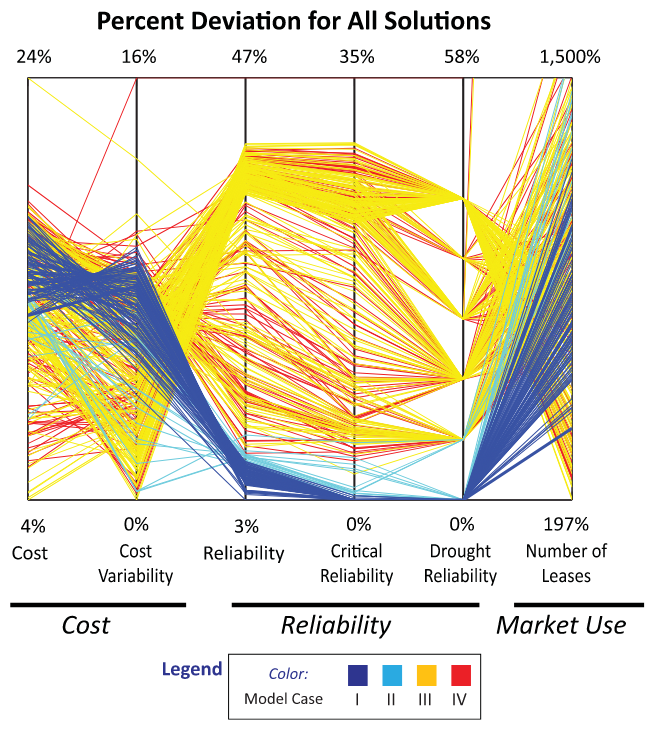 Percent Deviation for All Solutions
24% 16% 47% 35% 58% 1,500%
4% 0% 3% 0% 0% 197%
Cost Cost Reliability Critical Drought Number of
Variability Reliability Reliability Leases
Cost Reliability Market Use
Legend Color:
Model Case I II III IV